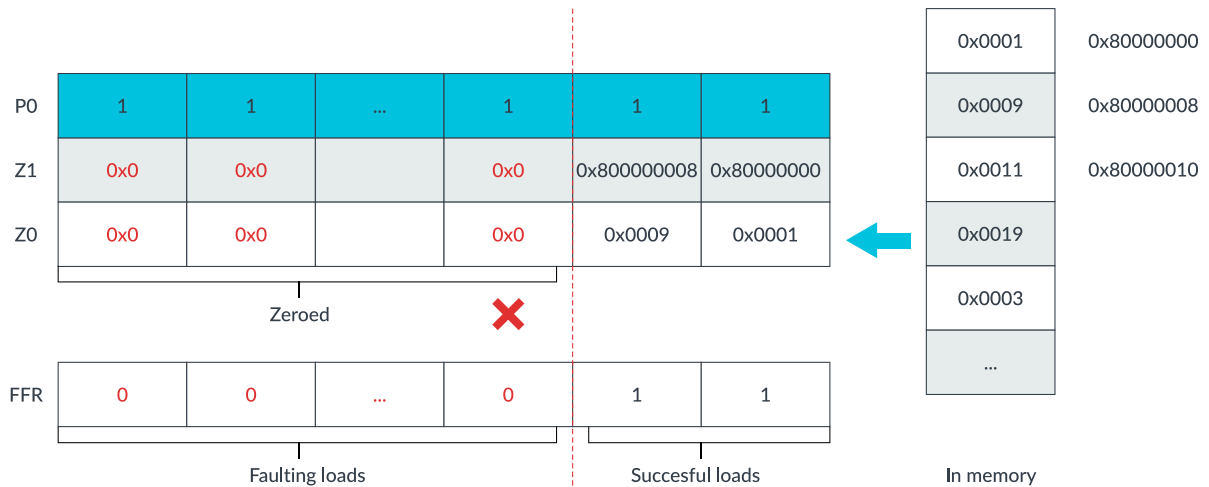 P0 1 1 ... 1 1 1
Z1 0x0 0x0 0x0 0x800000008 0x80000000
Z0 0x0 0x0 0x0 0x0009 0x0001
Zeroed
FFR 0 0 ... 0 1 1
Faulting loads
Succesful loads
0x0001 0x80000000
0x0009 0x80000008
0x0011 0x80000010
0x0019
0x0003
...
In memory